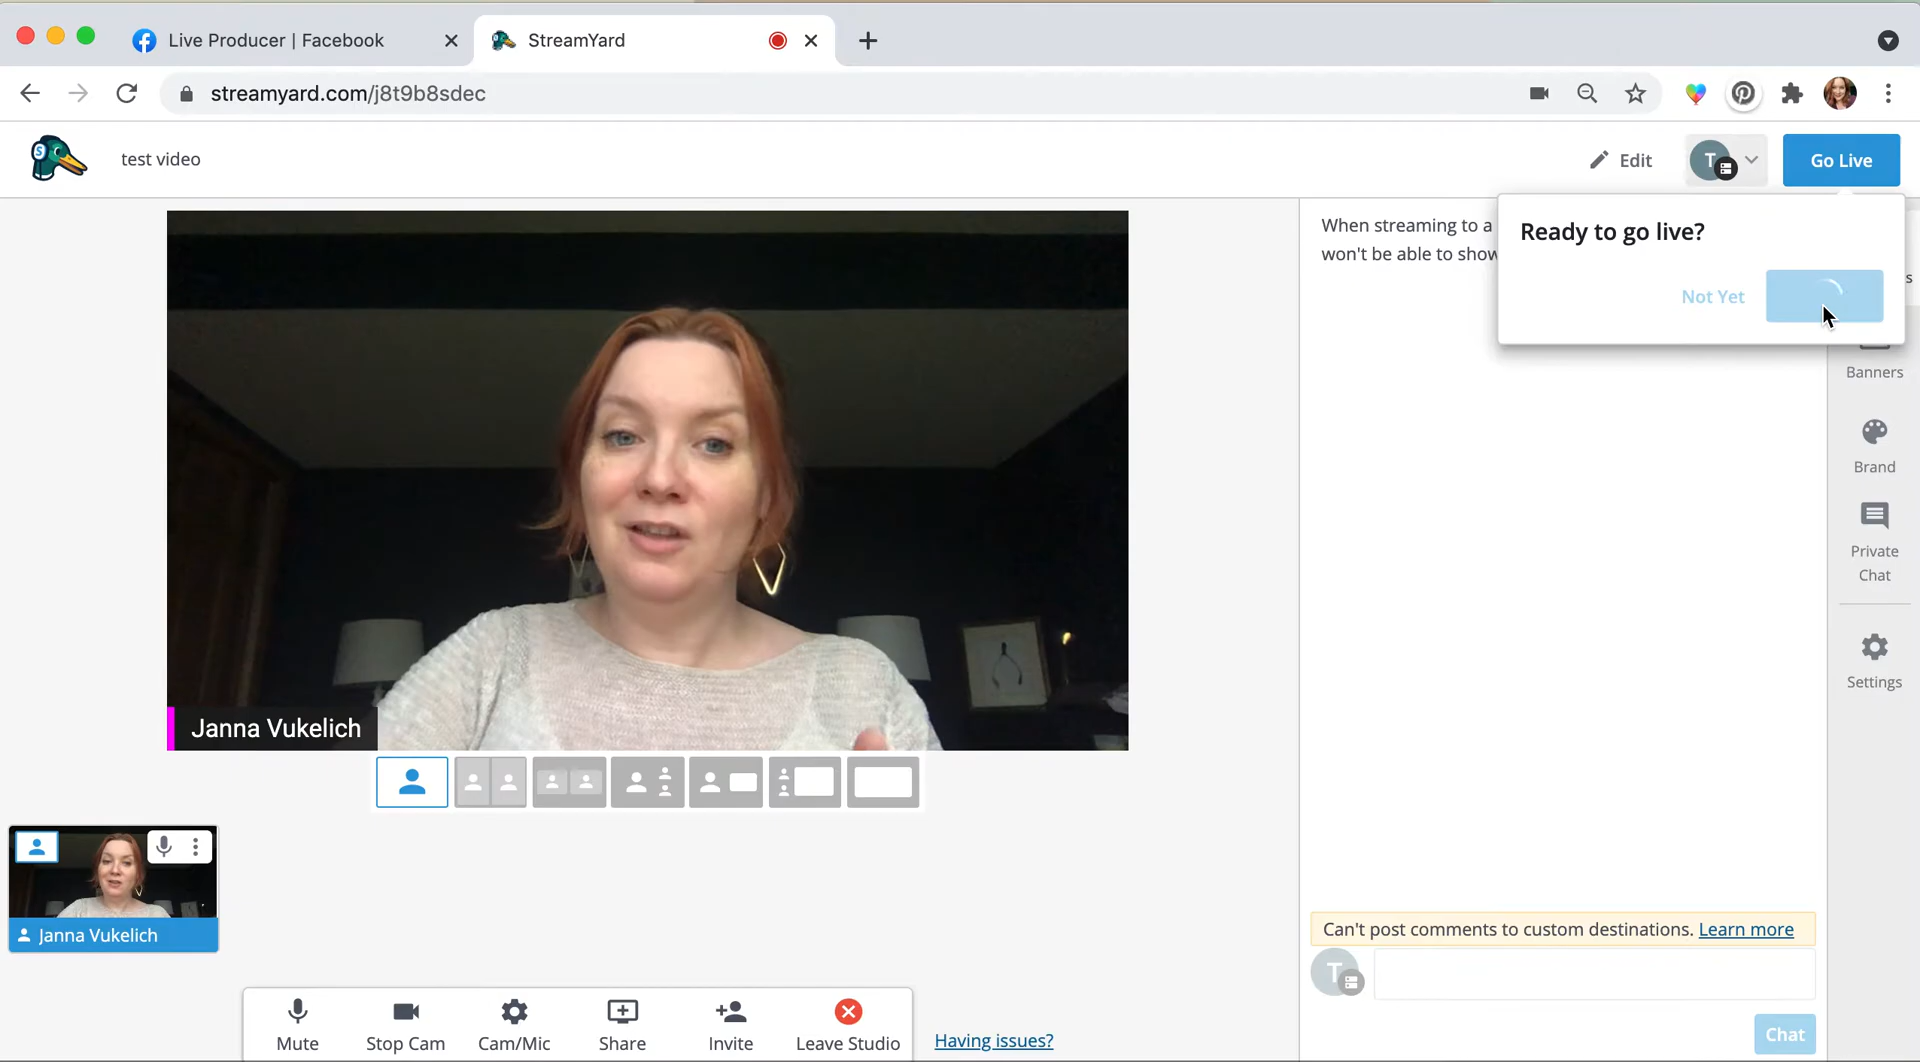 Live Producer | Facebook
StreamYard
streamyard.com/j8t9b8sdec
S
test video
Edit
T
Go Live
When streaming to a
won't be able to show
Ready to go live?
Not Yet
s
Banners
Brand
Private
Chat
Settings
Janna Vukelich
Janna Vukelich
Can't post comments to custom destinations. Learn more
T
Chat
Mute
Stop Cam
Cam/Mic
Share
Invite
Leave Studio
Having issues?